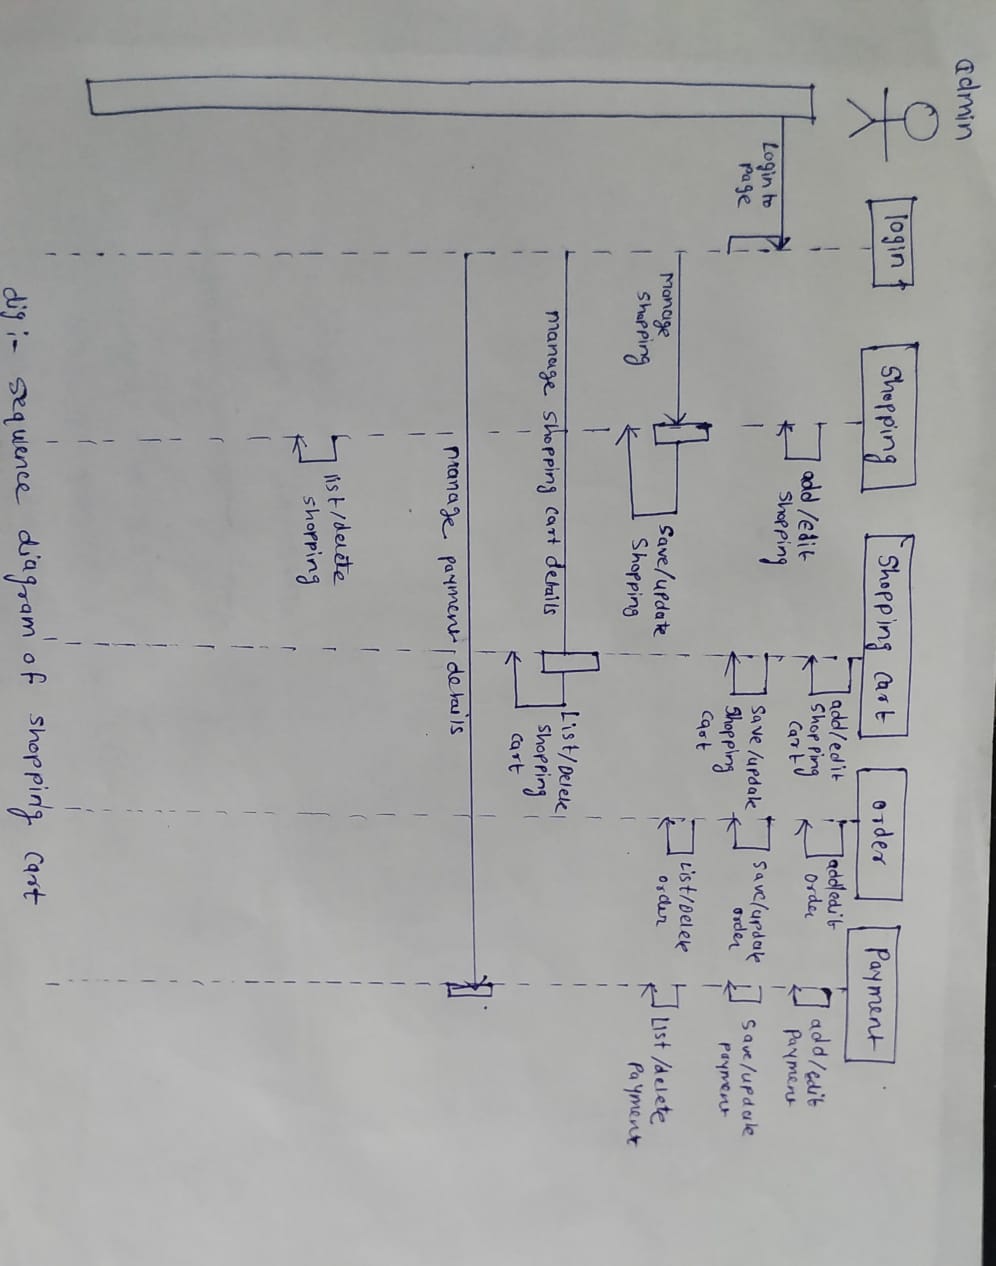 admin
login
Shopping
Shopping cart
order
Payment
Login to
page
add/edit
Shopping
add/edit
Shopping
cart
add/edit
order
add/edit
Payment
Save/update
Shopping
cart
Save/update
order
Save/update
payment
Manage
Shopping
Save/update
Shopping
List/Delete
order
List/delete
Payment
manage shopping cart details
List/Delete
shopping
cart
manage payment details
list/delete
shopping
dig:- sequence diagram of shopping cart